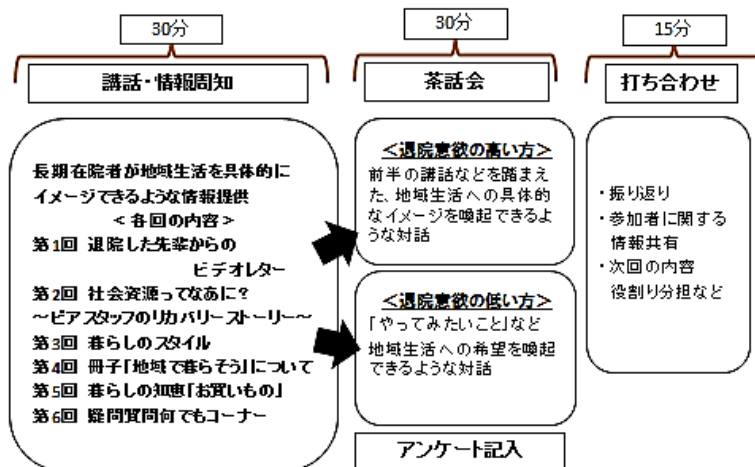 30分
30分
15分
講話・情報周知
茶話会
打ち合わせ
長期在院者が地域生活を具体的に
イメージできるような情報提供
＜各回の内容＞
第1回 退院した先輩からの
ビデオレター
第2回 社会資源ってなあに？
～ピアスタッフのリカバリーストーリー～
第3回 暮らしのスタイル
第4回 冊子「地域で暮らそう」について
第5回 暮らしの知恵「お買いもの」
第6回 疑問質問何でもコーナー
＜退院意欲の高い方＞
前半の講話などを踏まえ
た、地域生活への具体的
なイメージを喚起できるよ
うな対話
＜退院意欲の低い方＞
「やってみたいこと」など
地域生活への希望を喚起
できるような対話
アンケート記入
・振り返り
・参加者に関する
情報共有
・次回の内容
役割り分担など